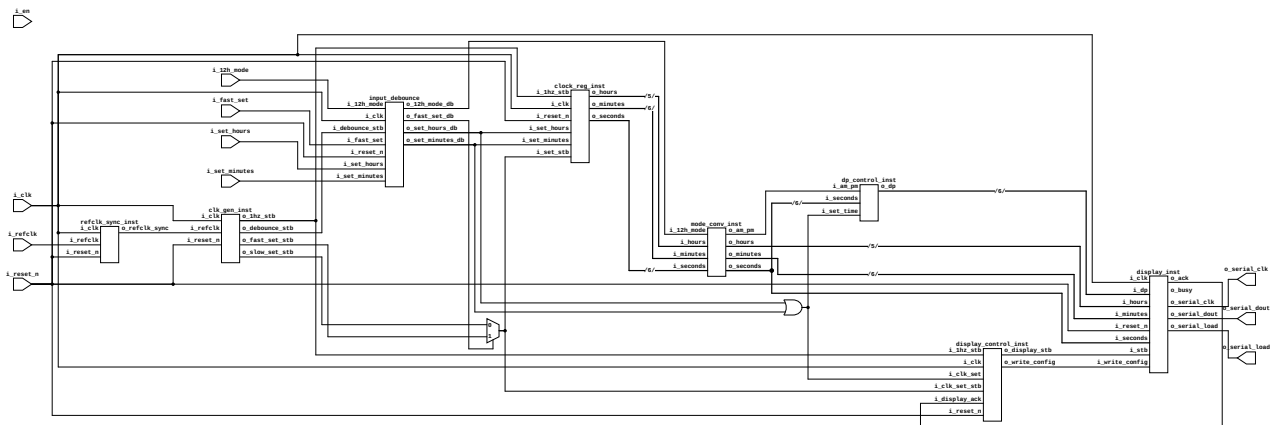 i_en
i_12h_mode
i_fast_set
i_set_hours
i_set_minutes
i_clk
i_refclk
i_reset_n
refclk_sync_inst
i_clk
i_refclk
i_reset_n
o_refclk_sync
clk_gen_inst
i_clk
i_refclk
i_reset_n
o_1hz_stb
o_debounce_stb
o_fast_set_stb
o_slow_set_stb
input_debounce
i_12h_mode
i_clk
i_debounce_stb
i_fast_set
i_reset_n
i_set_hours
i_set_minutes
o_12h_mode_db
o_fast_set_db
o_set_hours_db
o_set_minutes_db
0
1
clock_reg_inst
i_1hz_stb
i_clk
i_reset_n
i_set_hours
i_set_minutes
i_set_stb
o_hours
o_minutes
o_seconds
/5/
/6/
/6/
mode_conv_inst
i_12h_mode
i_hours
i_minutes
i_seconds
o_am_pm
o_hours
o_minutes
o_seconds
/6/
dp_control_inst
i_am_pm
i_seconds
i_set_time
o_dp
/6/
/5/
/6/
display_control_inst
i_1hz_stb
i_clk
i_clk_set
i_clk_set_stb
i_display_ack
i_reset_n
o_display_stb
o_write_config
display_inst
i_clk
i_dp
i_hours
i_minutes
i_reset_n
i_seconds
i_stb
i_write_config
o_ack
o_busy
o_serial_clk
o_serial_dout
o_serial_load
o_serial_clk
o_serial_dout
o_serial_load